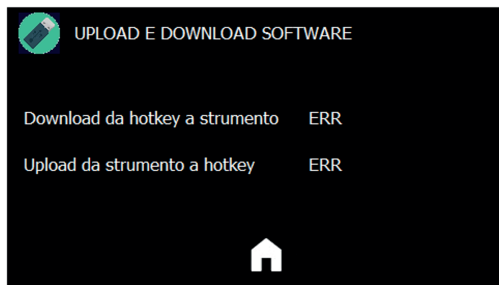 UPLOAD E DOWNLOAD SOFTWARE
Download da hotkey a strumento ERR
Upload da strumento a hotkey ERR